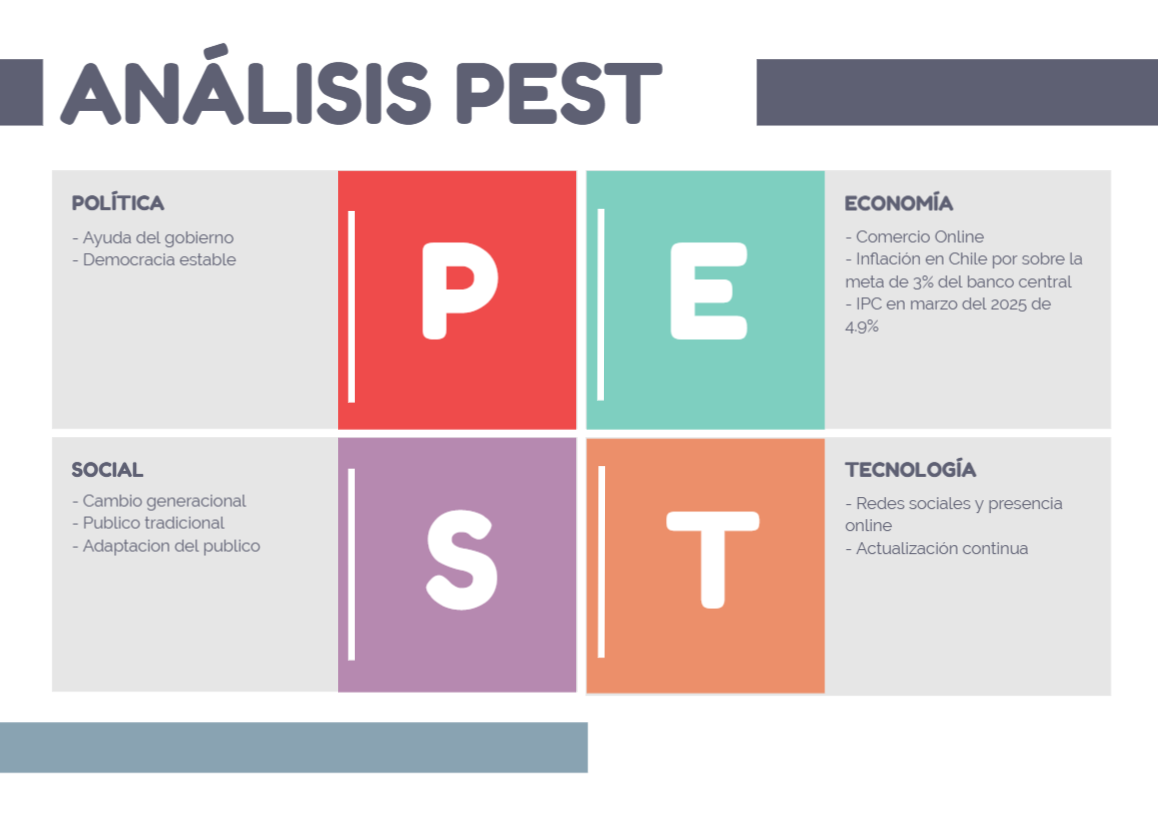 ANÁLISIS PEST
POLÍTICA
- Ayuda del gobierno
- Democracia estable
P
E
ECONOMÍA
- Comercio Online
- Inflación en Chile por sobre la
meta de 3% del banco central
- IPC en marzo del 2025 de
4.9%
SOCIAL
- Cambio generacional
- Publico tradicional
- Adaptacion del publico
S
T
TECNOLOGÍA
- Redes sociales y presencia
online
- Actualización continua